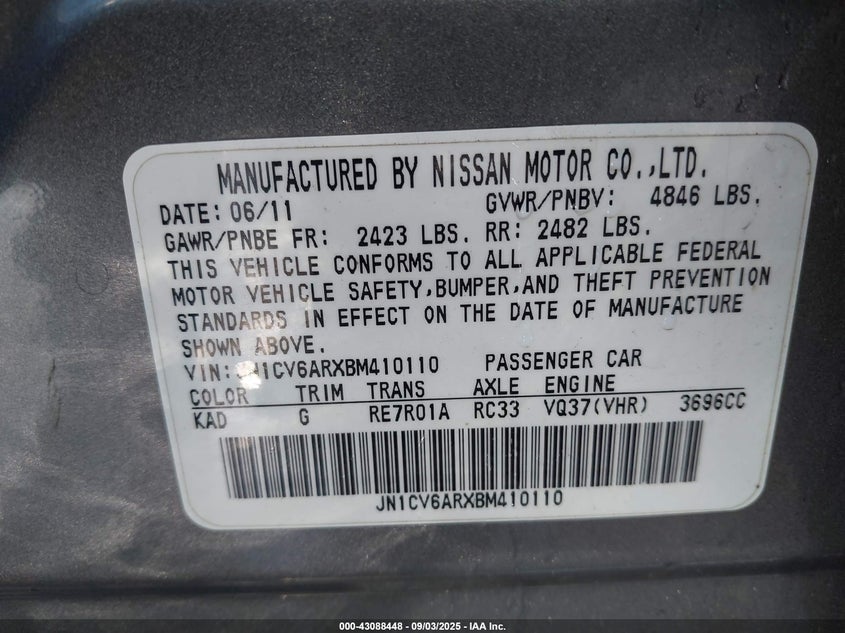 MANUFACTURED BY NISSAN MOTOR CO.,LTD.
DATE: 06/11 GVWR/PNBV: 4846 LBS.
GAWR/PNBE FR: 2423 LBS. RR: 2482 LBS.
THIS VEHICLE CONFORMS TO ALL APPLICABLE FEDERAL
MOTOR VEHICLE SAFETY,BUMPER,AND THEFT PREVENTION
STANDARDS IN EFFECT ON THE DATE OF MANUFACTURE
SHOWN ABOVE.
VIN: JN1CV6ARXBM410110 PASSENGER CAR
COLOR TRIM TRANS AXLE ENGINE
KAD G RE7R01A RC33 VQ37(VHR) 3696CC
JN1CV6ARXBM410110
000-43088448 - 09/03/2025 - IAA Inc.